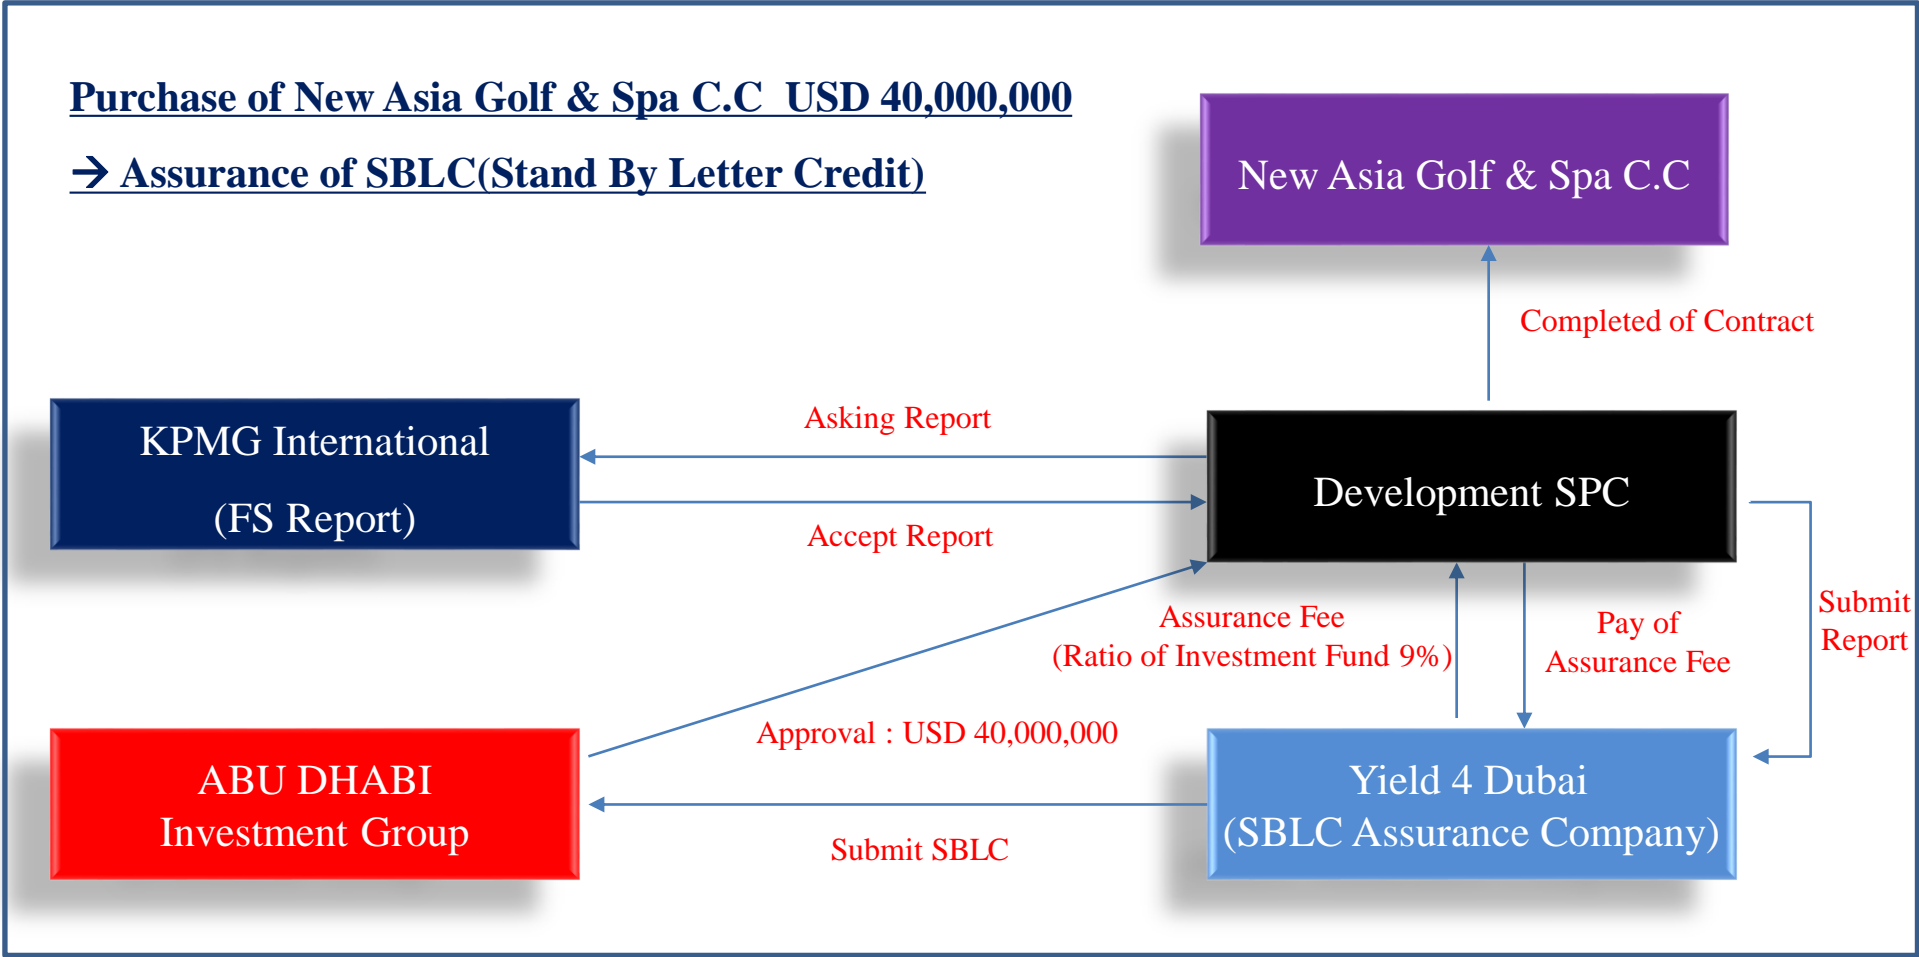 Purchase of New Asia Golf & Spa C.C  USD 40,000,000
→ Assurance of SBLC(Stand By Letter Credit)
New Asia Golf & Spa C.C
Completed of Contract
KPMG International
(FS Report)
Asking Report
Accept Report
Development SPC
Submit
Report
Assurance Fee
(Ratio of Investment Fund 9%)
Pay of
Assurance Fee
Approval : USD 40,000,000
ABU DHABI
Investment Group
Submit SBLC
Yield 4 Dubai
(SBLC Assurance Company)